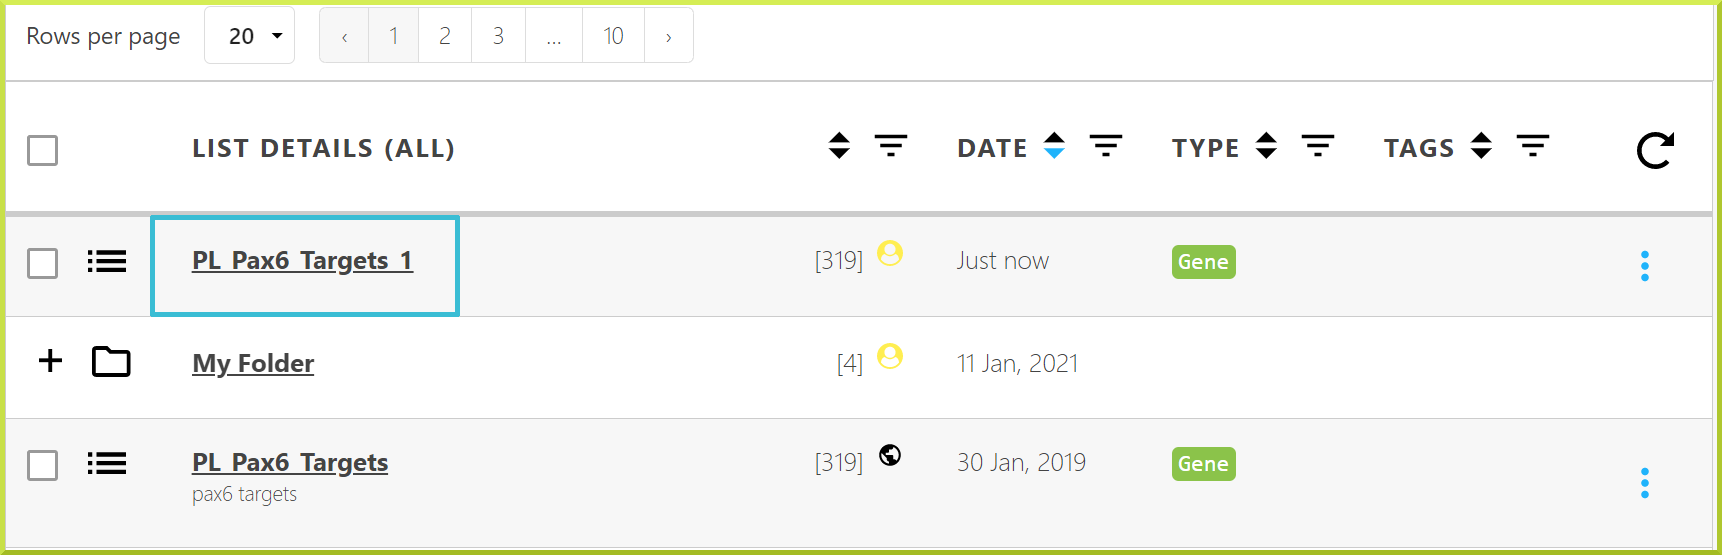 Rows per page 20 ‹ 1 2 3 ... 10 ›
LIST DETAILS (ALL) DATE TYPE TAGS
PL_Pax6_Targets_1 [319] Just now Gene
My Folder [4] 11 Jan, 2021
PL_Pax6_Targets [319] 30 Jan, 2019 Gene
pax6 targets